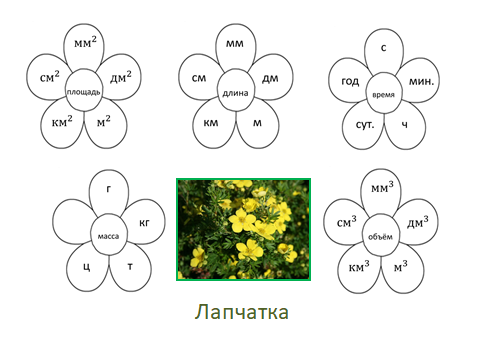 мм²
см²
дм²
площадь
км²
м²
мм
см
дм
длина
км
м
с
год
мин.
время
сут.
ч
г
кг
масса
ц
т
мм³
см³
дм³
объём
км³
м³
Лапчатка